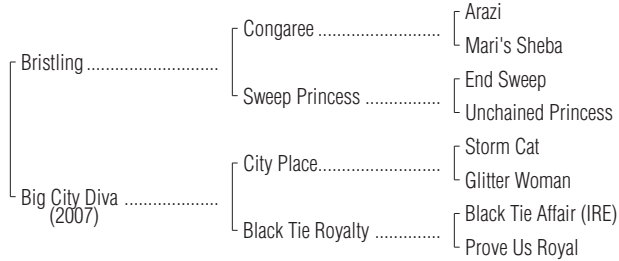 Arazi
Congaree ............................
Mari's Sheba
Bristling ..............................
End Sweep
Sweep Princess .................
Unchained Princess
Storm Cat
City Place............................
Glitter Woman
Big City Diva .....................
(2007)
Black Tie Affair (IRE)
Black Tie Royalty ...............
Prove Us Royal